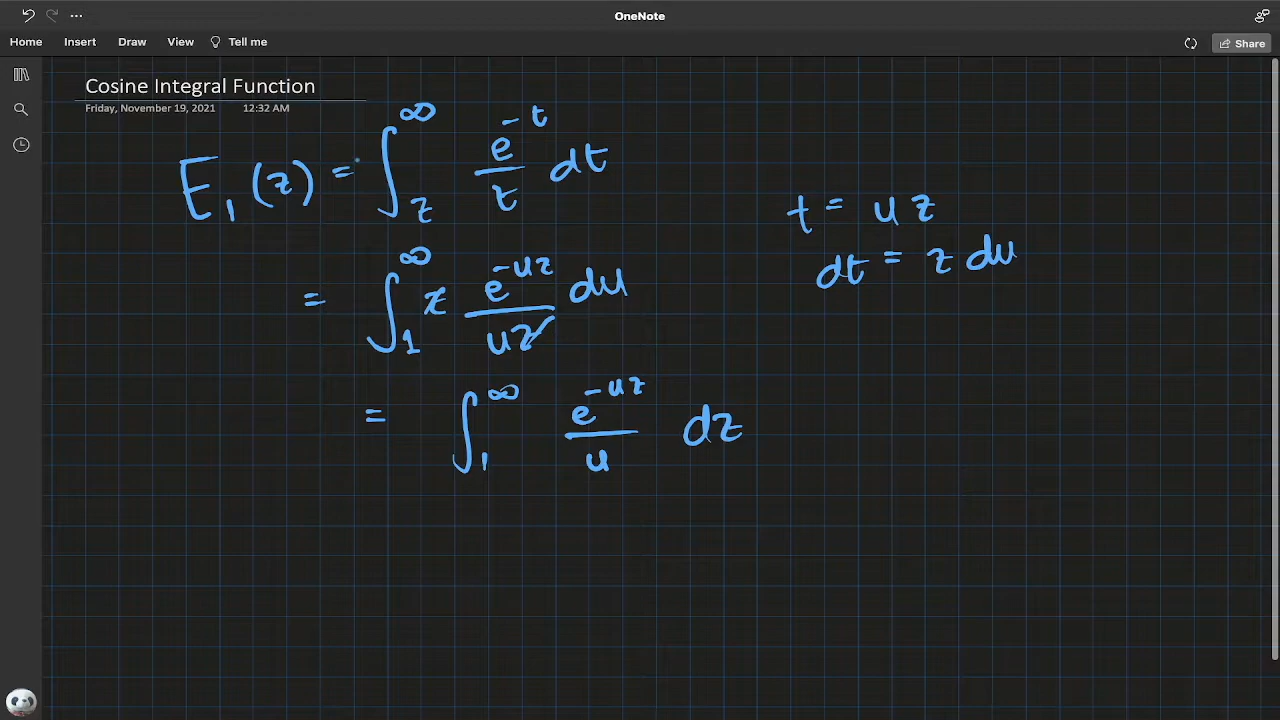 OneNote
Home Insert Draw View Tell me Share
Cosine Integral Function
Friday, November 19, 2021 12:32 AM
E₁(z) = ∫_z^∞ e^{-t}/t dt
t = uz
dt = z du
= ∫_1^∞ z e^{-uz}/(uz) du
= ∫_1^∞ e^{-uz}/u dz